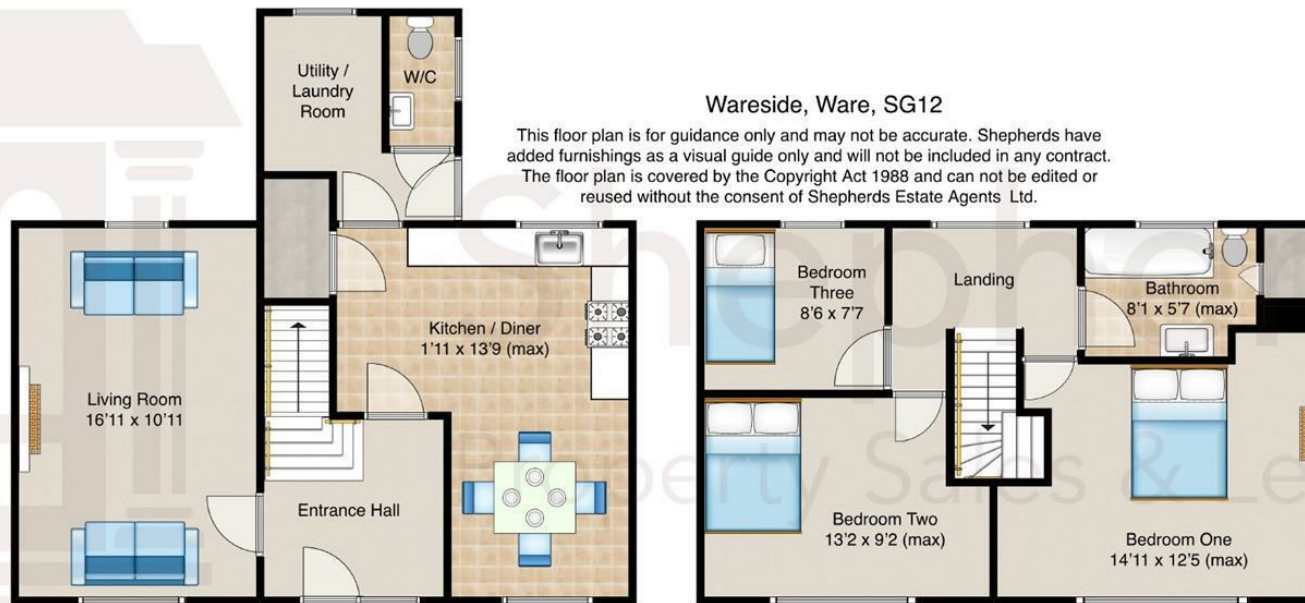 Utility /
Laundry
Room
W/C
Wareside, Ware, SG12
This floor plan is for guidance only and may not be accurate. Shepherds have
added furnishings as a visual guide only and will not be included in any contract.
The floor plan is covered by the Copyright Act 1988 and can not be edited or
reused without the consent of Shepherds Estate Agents Ltd.
Living Room
16'11 x 10'11
Kitchen / Diner
1'11 x 13'9 (max)
Entrance Hall
Bedroom
Three
8'6 x 7'7
Landing
Bathroom
8'1 x 5'7 (max)
Bedroom Two
13'2 x 9'2 (max)
Bedroom One
14'11 x 12'5 (max)
Shepher
Property Sales & Le